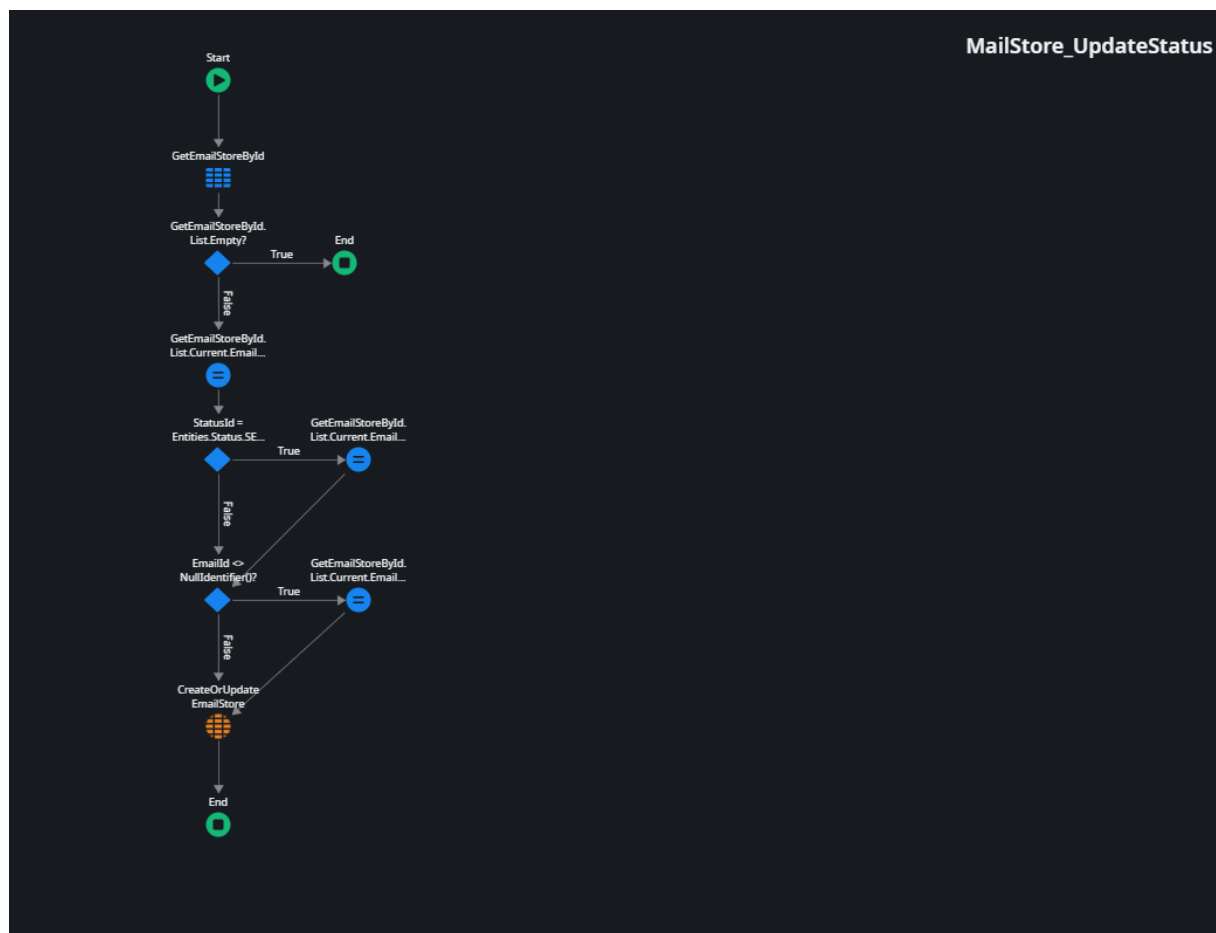 MailStore_UpdateStatus
Start
GetEmailStoreById
GetEmailStoreById.
List.Empty?
True
End
False
GetEmailStoreById.
List.Current.Email...
StatusId =
Entities.Status.SE...
True
GetEmailStoreById.
List.Current.Email...
False
EmailId <>
NullIdentifier()?
True
GetEmailStoreById.
List.Current.Email...
False
CreateOrUpdate
EmailStore
End